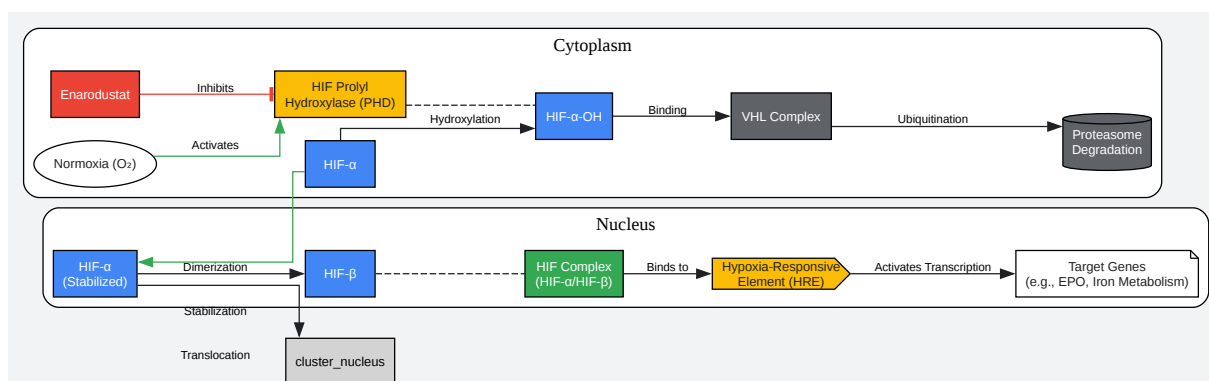 Cytoplasm
Enarodustat
Inhibits
HIF Prolyl
Hydroxylase (PHD)
Hydroxylation
HIF-α-OH
Binding
VHL Complex
Ubiquitination
Proteasome
Degradation
Normoxia (O₂)
Activates
HIF-α
Nucleus
HIF-α
(Stabilized)
Dimerization
HIF-β
HIF Complex
(HIF-α/HIF-β)
Binds to
Hypoxia-Responsive
Element (HRE)
Activates Transcription
Target Genes
(e.g., EPO, Iron Metabolism)
Stabilization
Translocation
cluster_nucleus